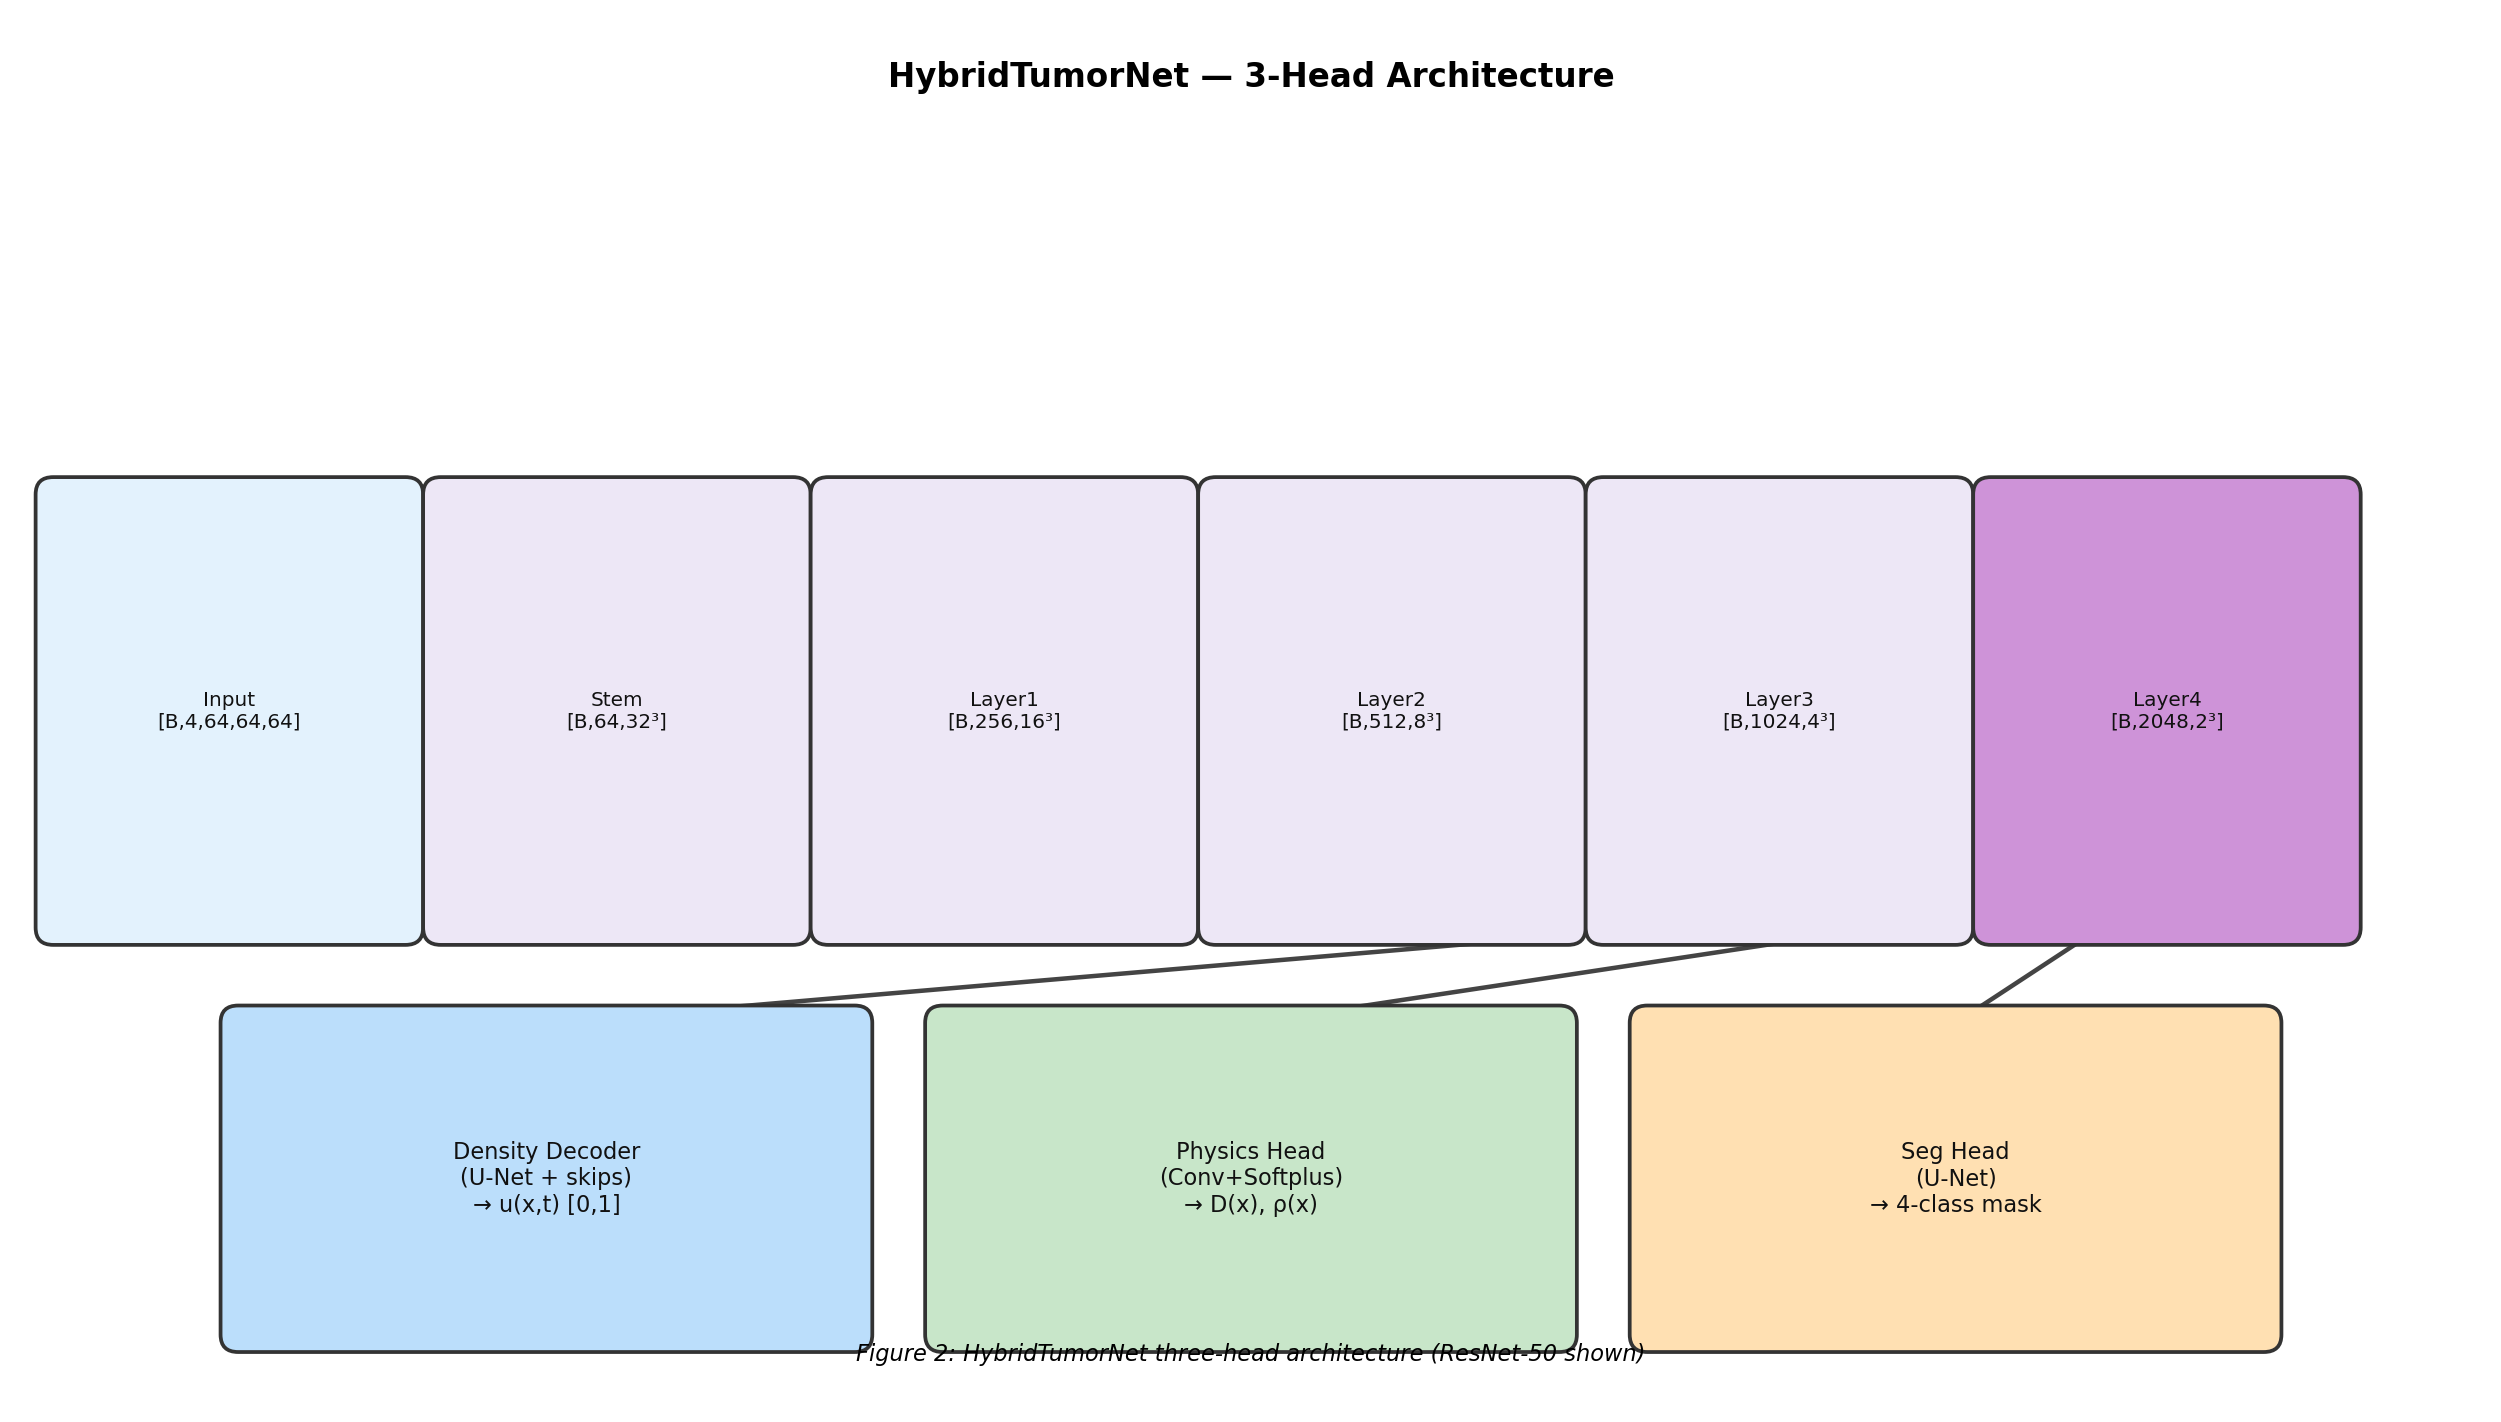 HybridTumorNet — 3-Head Architecture
Input
[B,4,64,64,64]
Stem
[B,64,32³]
Layer1
[B,256,16³]
Layer2
[B,512,8³]
Layer3
[B,1024,4³]
Layer4
[B,2048,2³]
Density Decoder
(U-Net + skips)
→ u(x,t) [0,1]
Physics Head
(Conv+Softplus)
→ D(x), ρ(x)
Seg Head
(U-Net)
→ 4-class mask
Figure 2: HybridTumorNet three-head architecture (ResNet-50 shown)